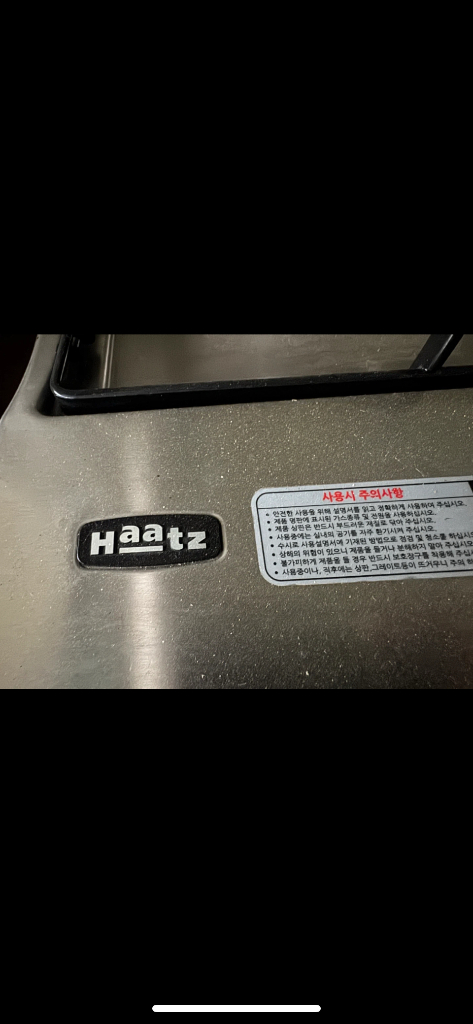 Haatz
사용시 주의사항
• 안전한 사용을 위해 설명서를 읽고 정확하게 사용하여 주십시오.
• 제품 명판에 표시된 가스종류 및 전원을 사용하십시오.
• 제품 상판은 반드시 부드러운 재질로 닦아 주십시오.
• 사용중에는 실내의 공기를 자주 환기시켜 주십시오.
• 수시로 사용설명서에 기재된 방법으로 점검 및 청소를 하십시오
• 상해의 위험이 있으니 제품을 들거나 분해하지 말아 주십시오
• 불가피하게 제품을 들 경우 반드시 보호장구를 착용해 주십
• 사용중이나, 직후에는 상판,그레이트등이 뜨거우니 주의